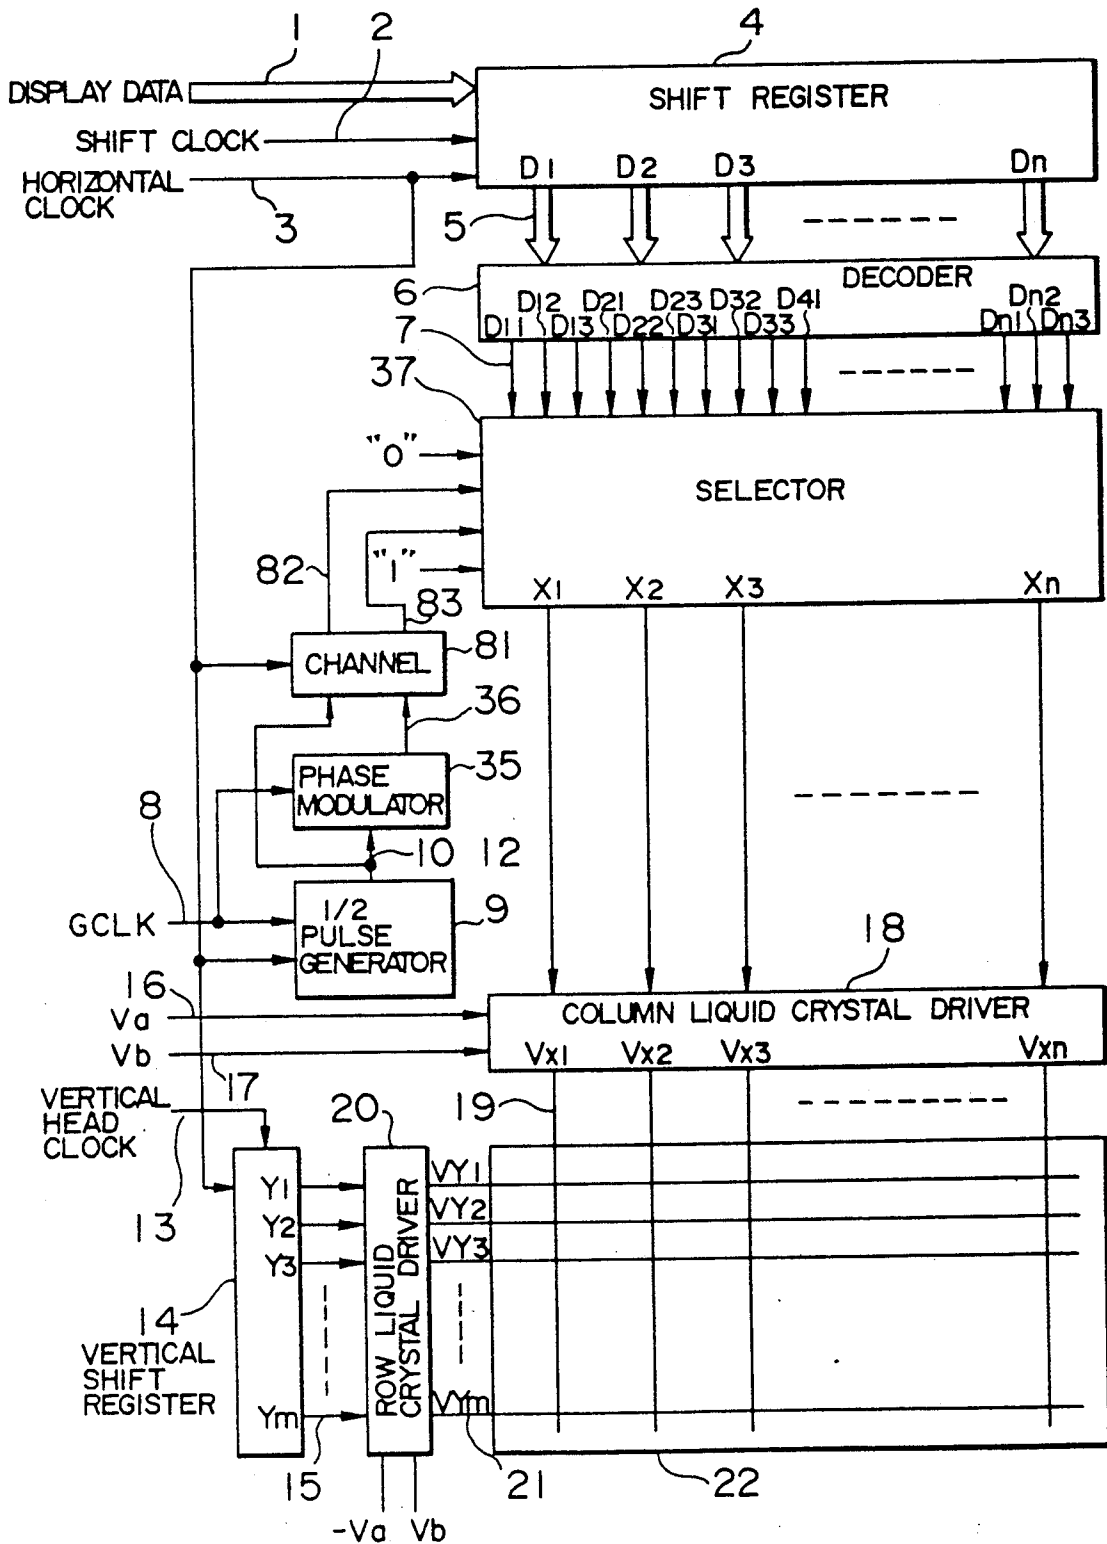 1 2 4
DISPLAY DATA
SHIFT REGISTER
SHIFT CLOCK
HORIZONTAL
CLOCK
3
D1 D2 D3 Dn
5
6
DECODER
D12 D21 D23 D32 D41 Dn2
D11 D13 D22 D31 D33 Dn1 Dn3
7
37
"0"
SELECTOR
82
"1"
83
X1 X2 X3 Xn
CHANNEL
81
36
PHASE
MODULATOR
35
8
10 12
GCLK
1/2
PULSE
GENERATOR
9
18
16
Va
COLUMN LIQUID CRYSTAL DRIVER
Vb
Vx1 Vx2 Vx3 Vxn
17
VERTICAL
HEAD
CLOCK
20
19
13
Y1
Y2
Y3
Ym
ROW LIQUID
CRYSTAL DRIVER
VY1
VY2
VY3
VYm
14
VERTICAL
SHIFT
REGISTER
15
21
22
-Va Vb